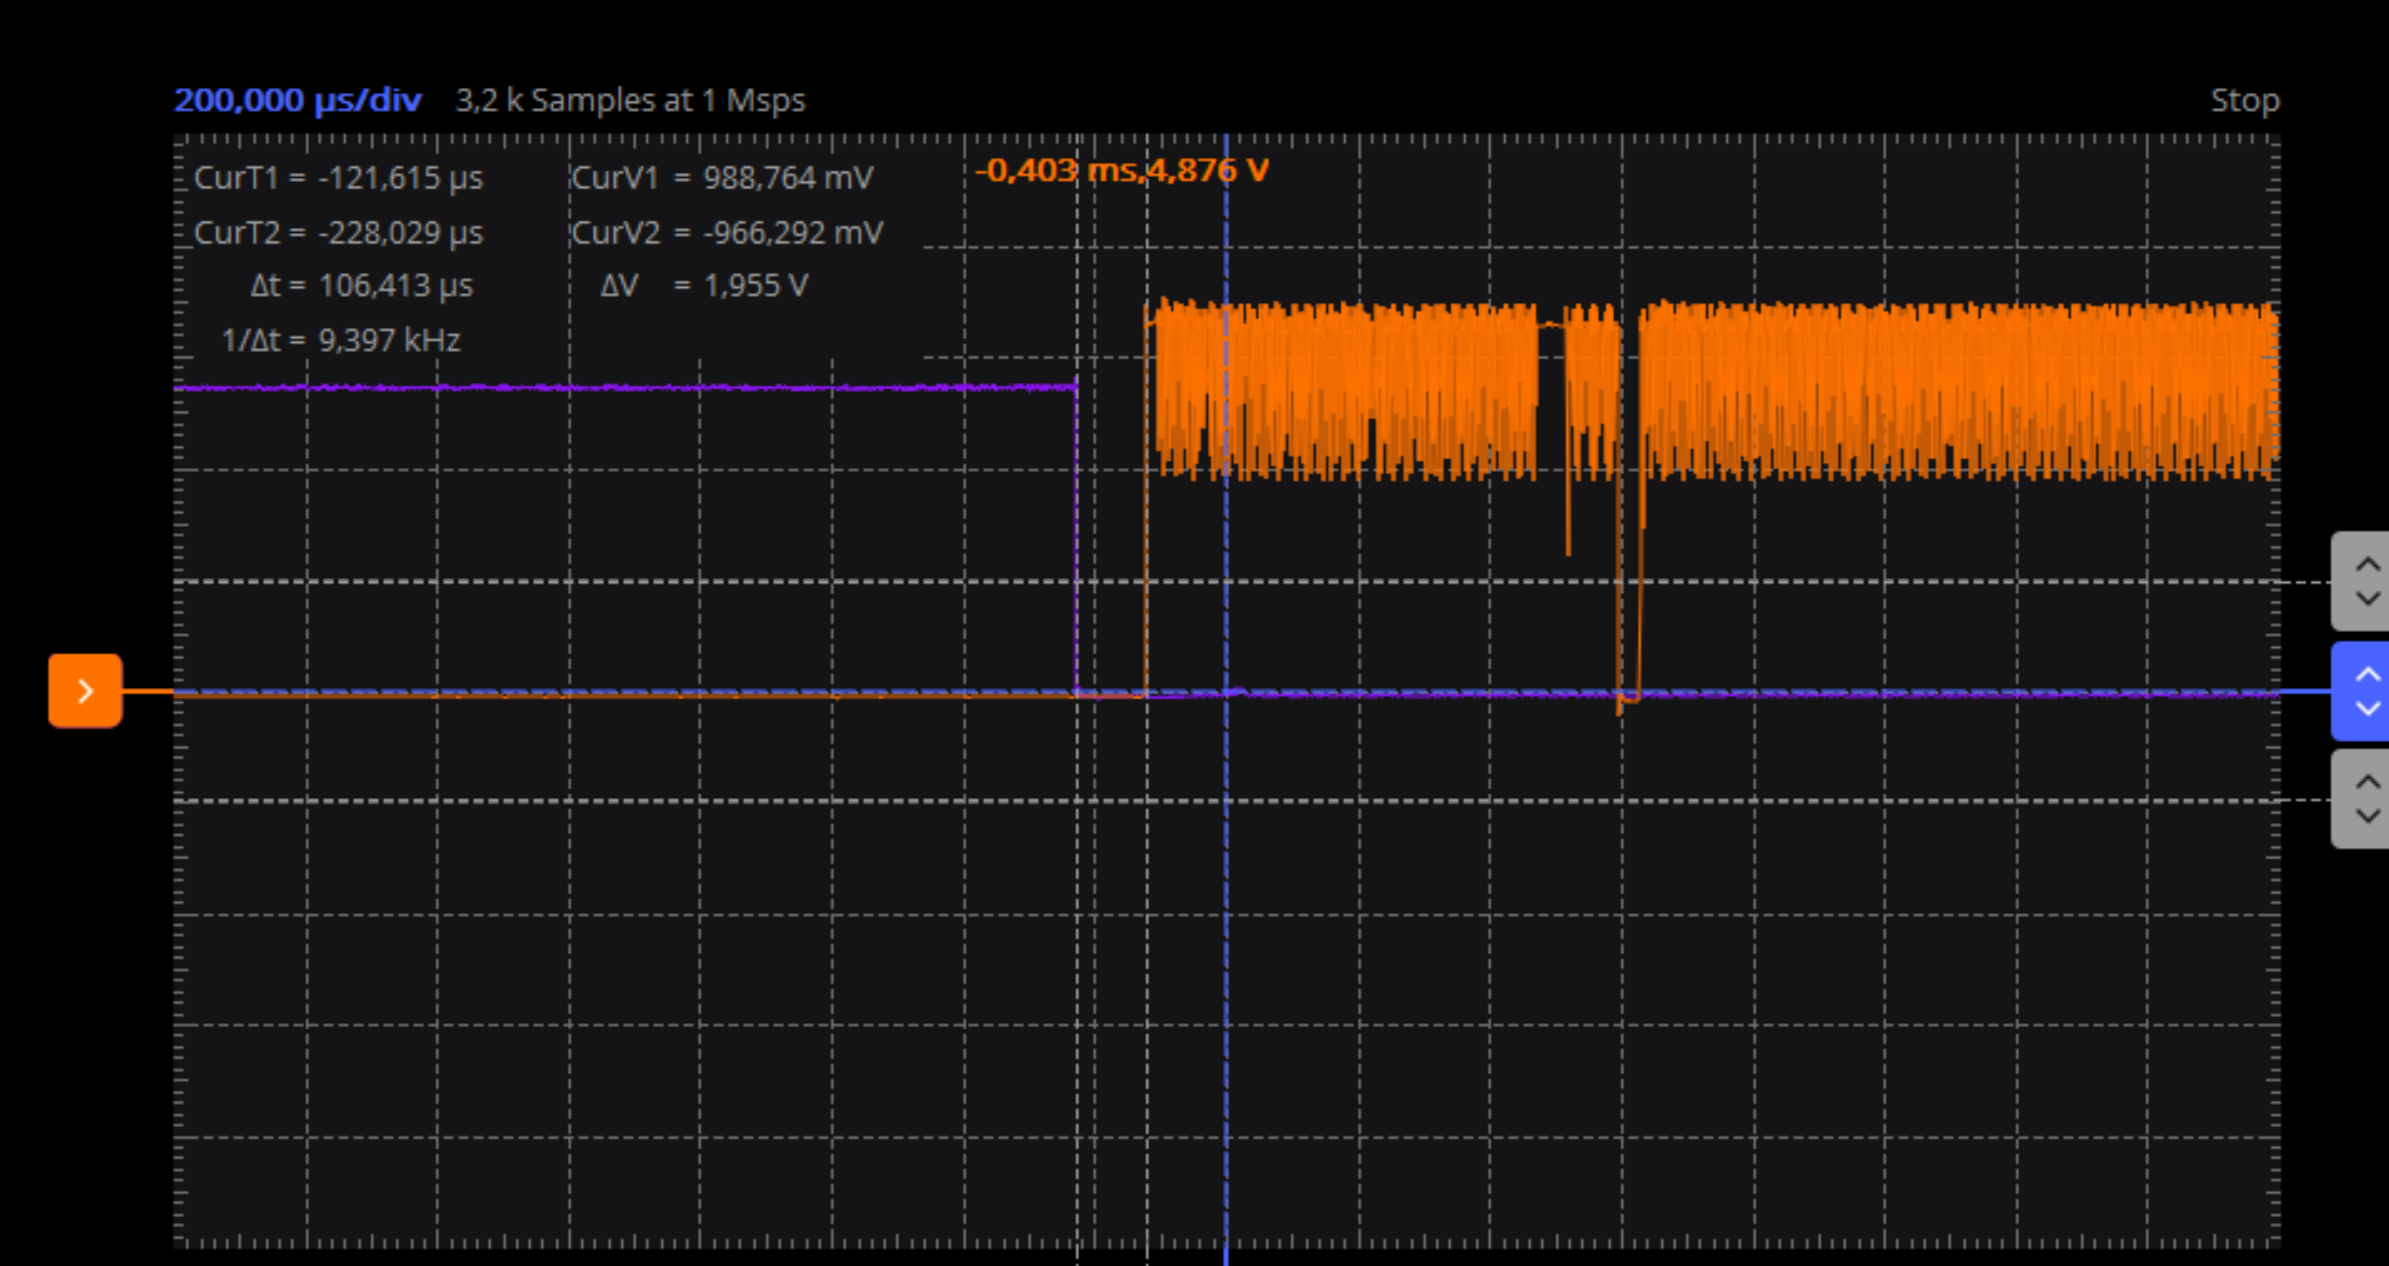 200,000 µs/div 3,2 k Samples at 1 Msps Stop
CurT1 = -121,615 µs CurV1 = 988,764 mV -0,403 ms,4,876 V
CurT2 = -228,029 µs CurV2 = -966,292 mV
Δt = 106,413 µs ΔV = 1,955 V
1/Δt = 9,397 kHz